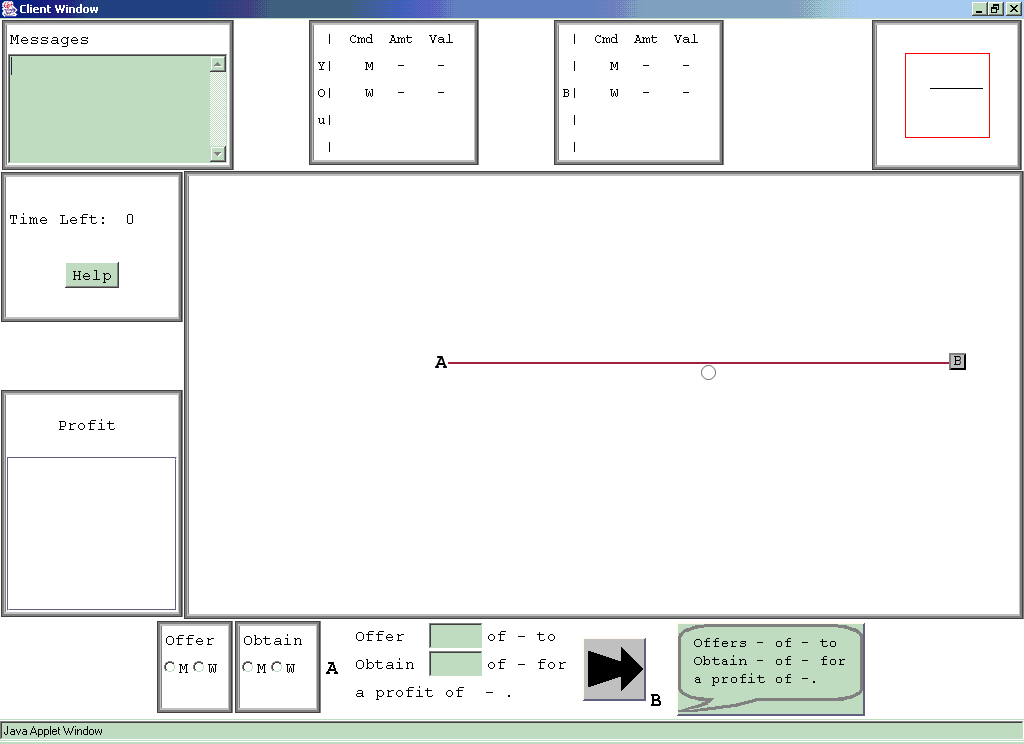 Client Window
Messages
| Cmd Amt Val
Y| M - -
O| W - -
u|
|
| Cmd Amt Val
| M - -
B| W - -
|
|
Time Left: 0
Help
Profit
A
B
Offer
M W
Obtain
M W
A
Offer of - to
Obtain of - for
a profit of - .
B
Offers - of - to
Obtain - of - for
a profit of -.
Java Applet Window